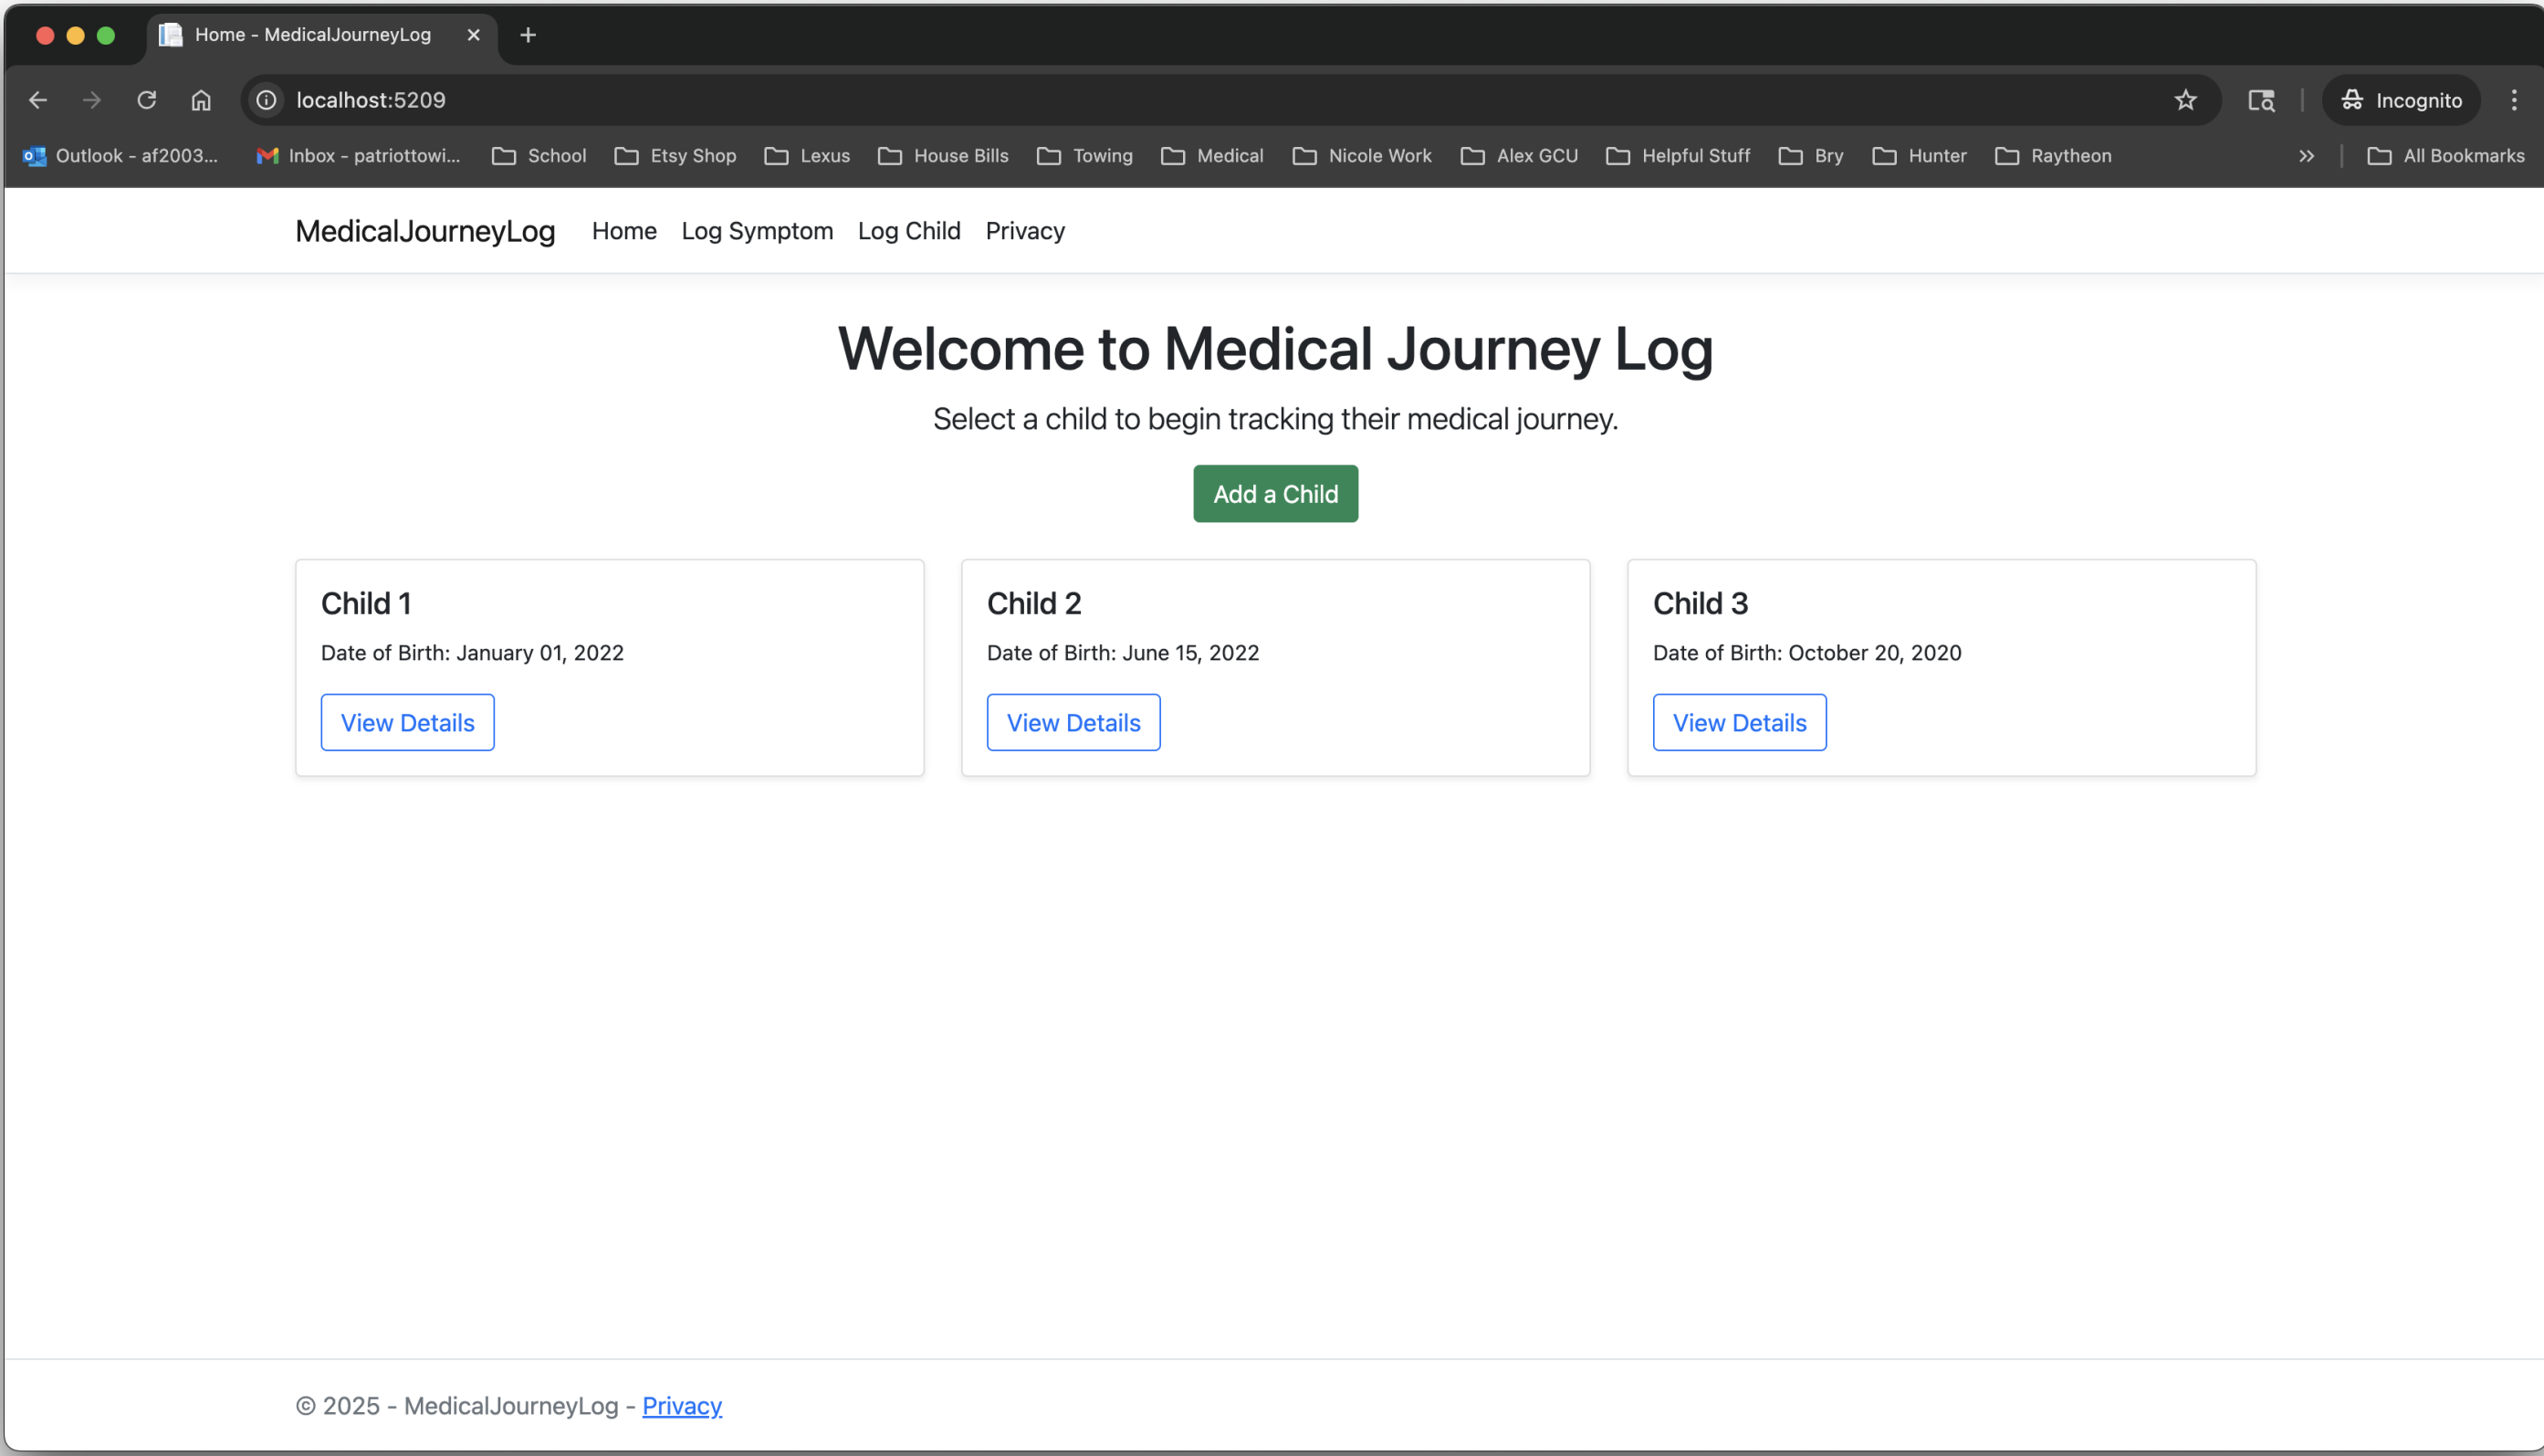 Home - MedicalJourneyLog
localhost:5209
Incognito
Outlook - af2003...
Inbox - patriottowi...
School
Etsy Shop
Lexus
House Bills
Towing
Medical
Nicole Work
Alex GCU
Helpful Stuff
Bry
Hunter
Raytheon
All Bookmarks
MedicalJourneyLog Home Log Symptom Log Child Privacy
Welcome to Medical Journey Log
Select a child to begin tracking their medical journey.
Add a Child
Child 1
Date of Birth: January 01, 2022
View Details
Child 2
Date of Birth: June 15, 2022
View Details
Child 3
Date of Birth: October 20, 2020
View Details
© 2025 - MedicalJourneyLog - Privacy